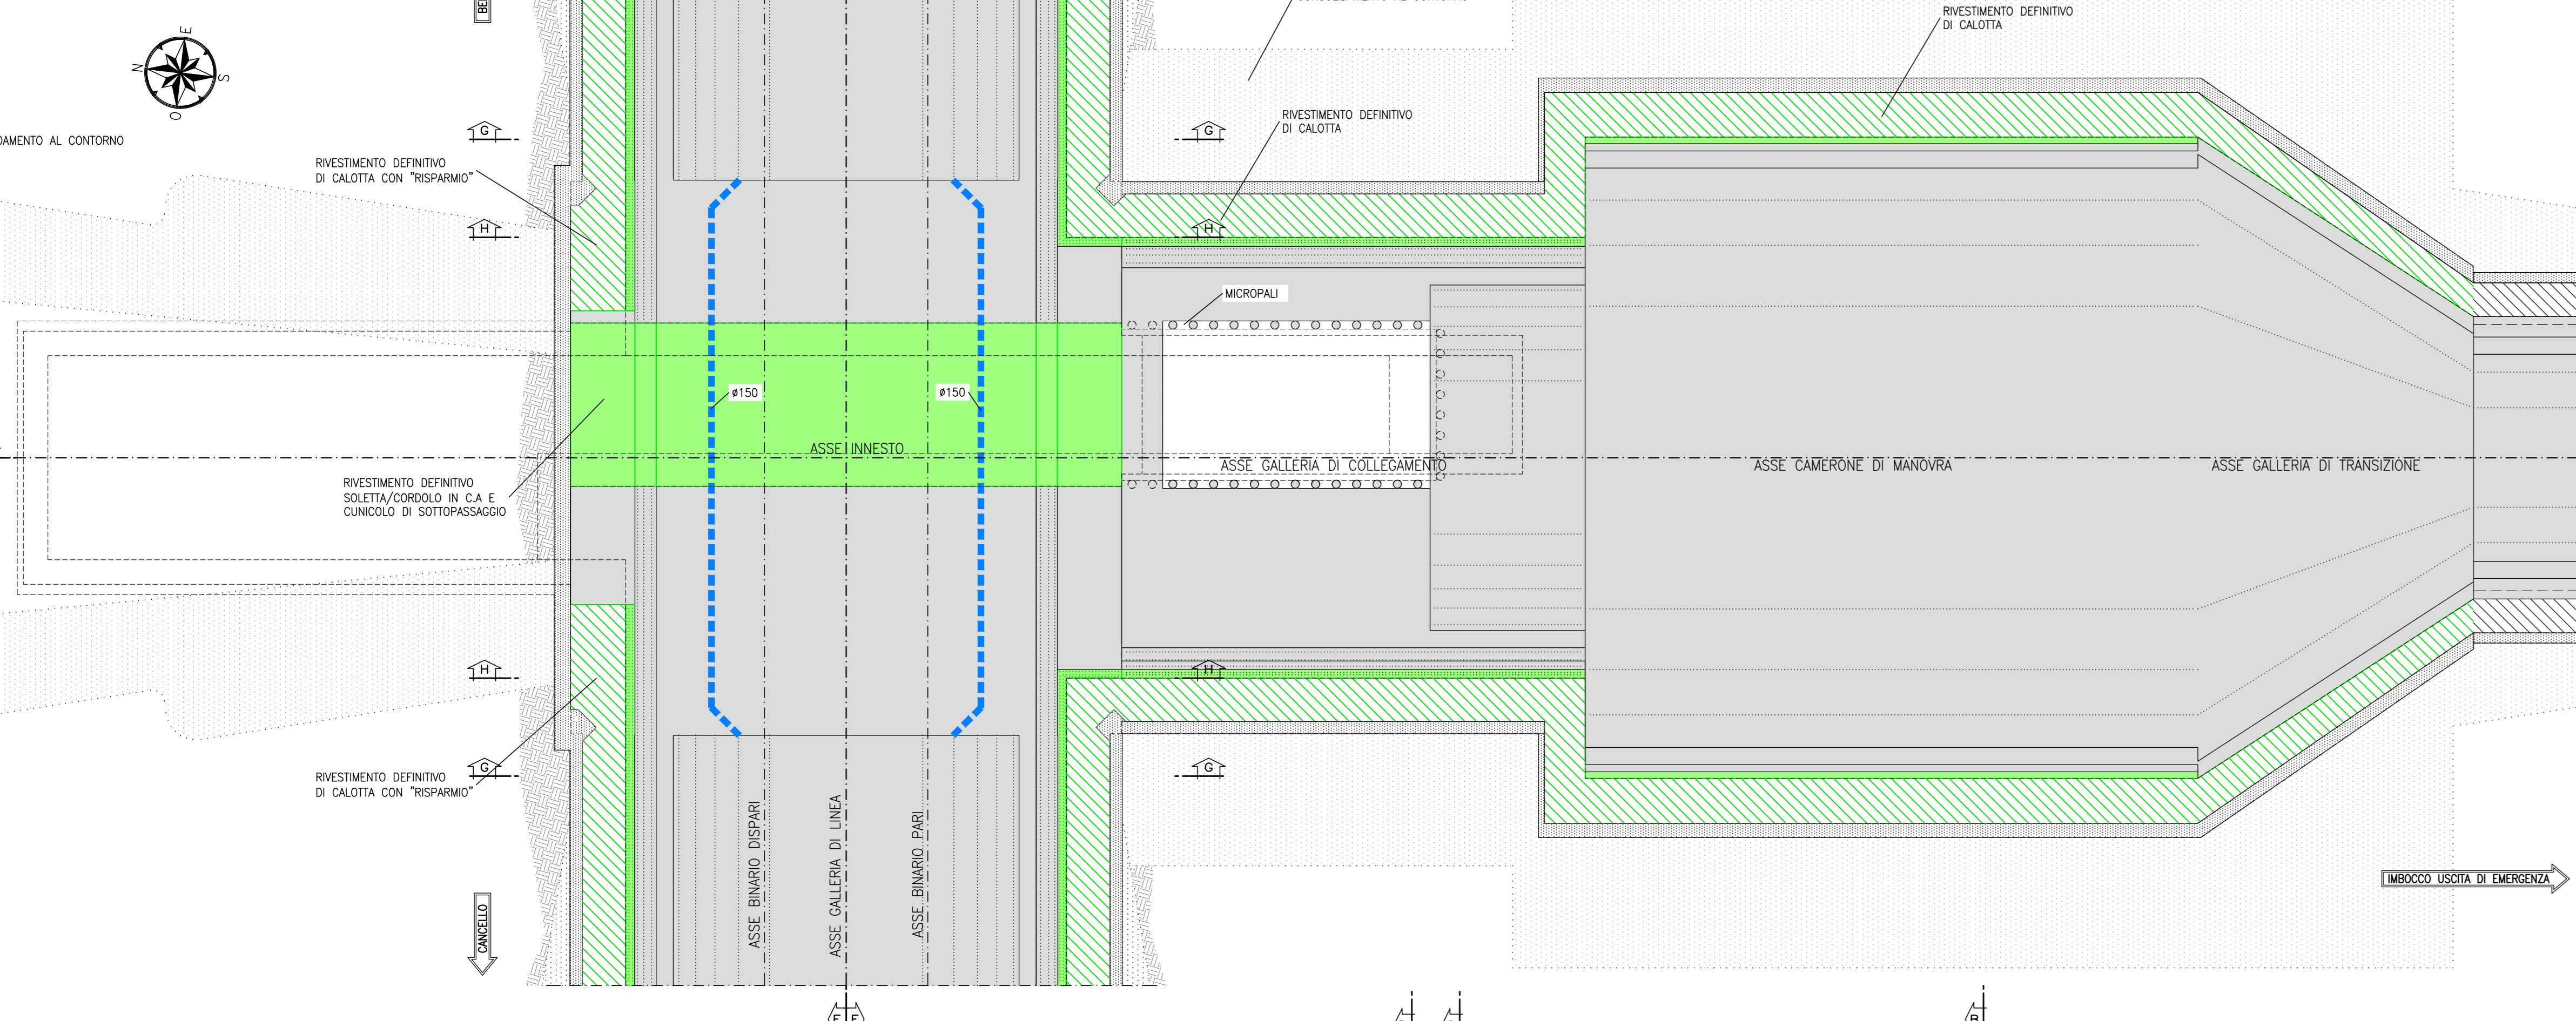 RIVESTIMENTO DEFINITIVO
DI CALOTTA
E
N
S
O
RIVESTIMENTO DEFINITIVO
DI CALOTTA
G
G
AL CONTORNO
RIVESTIMENTO DEFINITIVO
DI CALOTTA CON "RISPARMIO"
H
H
MICROPALI
ø150
ø150
ASSE INNESTO
ASSE GALLERIA DI COLLEGAMENTO
ASSE CAMERONE DI MANOVRA
ASSE GALLERIA DI TRANSIZIONE
RIVESTIMENTO DEFINITIVO
SOLETTA/CORDOLO IN C.A E
CUNICOLO DI SOTTOPASSAGGIO
H
H
G
G
RIVESTIMENTO DEFINITIVO
DI CALOTTA CON "RISPARMIO"
ASSE BINARIO DISPARI
ASSE GALLERIA DI LINEA
ASSE BINARIO PARI
CANCELLO
IMBOCCO USCITA DI EMERGENZA